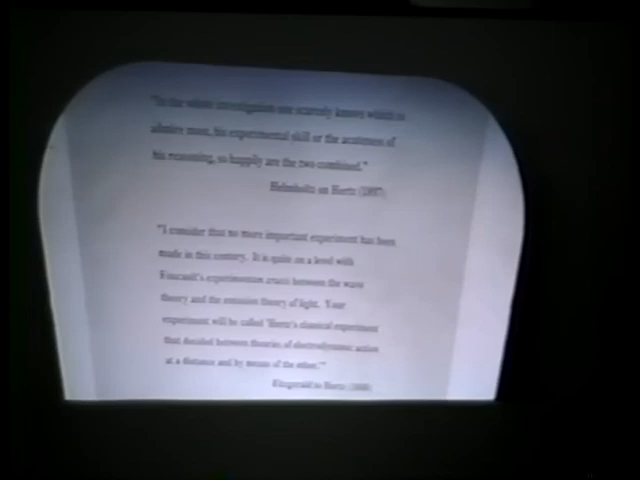 "In the whole investigation one scarcely knows which to
admire most, his experimental skill or the acuteness of
his reasoning, so happily are the two combined."
Helmholtz on Hertz
"I consider that no more important experiment has been
made in this century. It is quite on a level with
Foucault's experimentum crucis between the wave
theory and the emission theory of light. Your
experiment will be called 'Hertz's classical experiment
that decided between theories of electrodynamic action
at a distance and by means of the ether.'"
Fitzgerald to Hertz